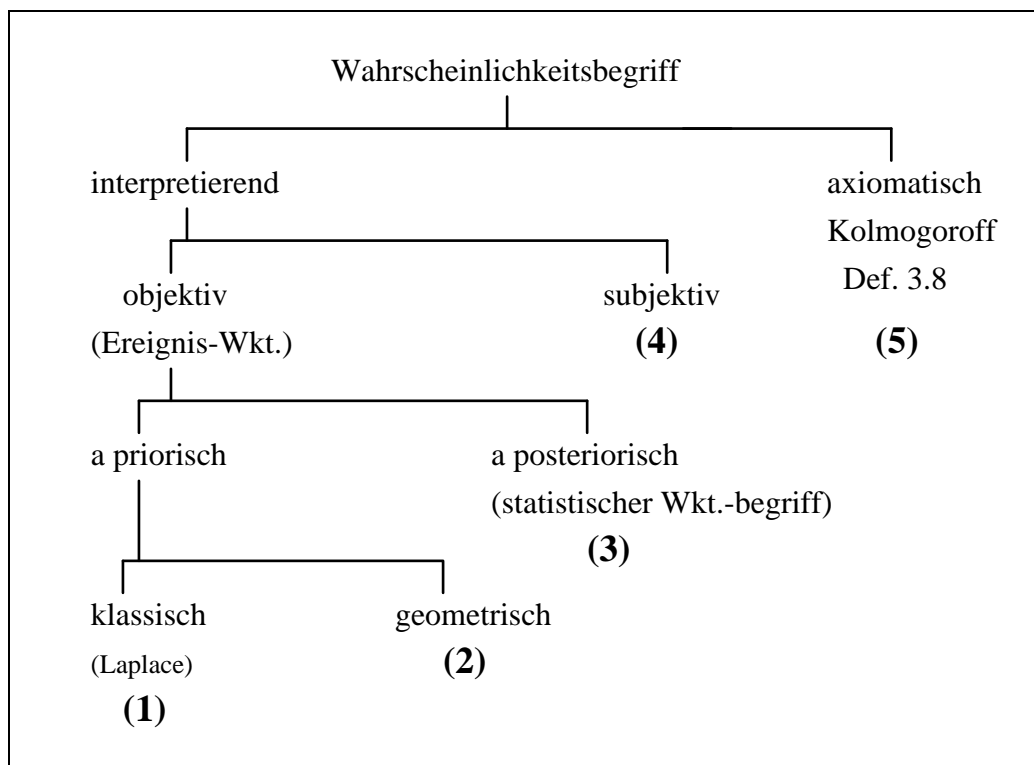 Wahrscheinlichkeitsbegriff
interpretierend
axiomatisch
Kolmogoroff
Def. 3.8
(5)
objektiv
(Ereignis-Wkt.)
subjektiv
(4)
a priorisch
a posteriorisch
(statistischer Wkt.-begriff)
(3)
klassisch
(Laplace)
(1)
geometrisch
(2)